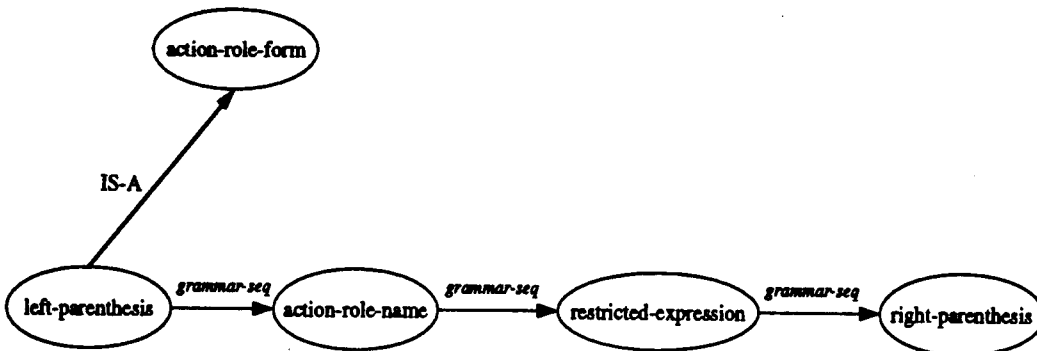 action-role-form
IS-A
grammar-seq grammar-seq grammar-seq
left-parenthesis action-role-name restricted-expression right-parenthesis